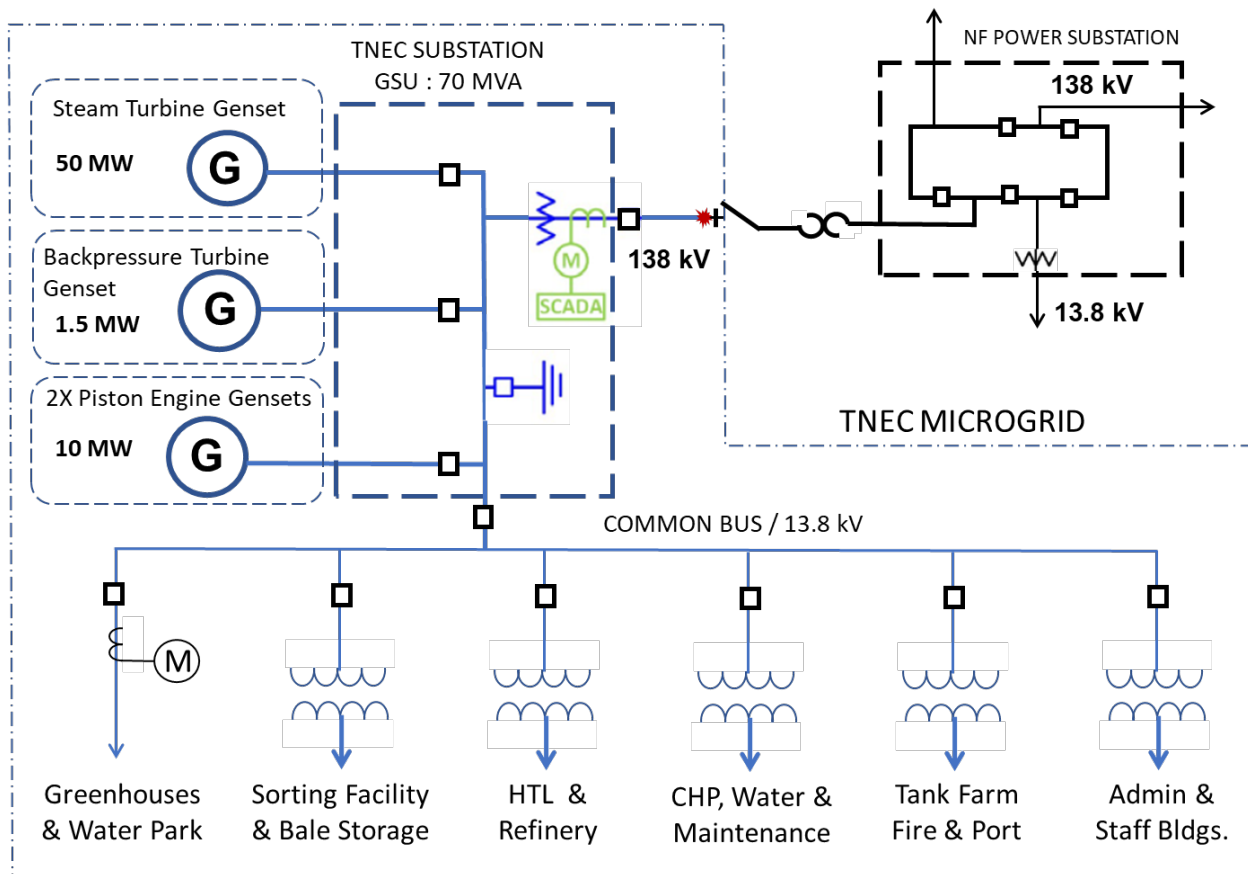 TNEC SUBSTATION
GSU : 70 MVA
NF POWER SUBSTATION
138 kV
Steam Turbine Genset
50 MW
G
Backpressure Turbine
Genset
1.5 MW
G
2X Piston Engine Gensets
10 MW
G
M
SCADA
138 kV
13.8 kV
TNEC MICROGRID
COMMON BUS / 13.8 kV
M
Greenhouses
& Water Park
Sorting Facility
& Bale Storage
HTL &
Refinery
CHP, Water &
Maintenance
Tank Farm
Fire & Port
Admin &
Staff Bldgs.